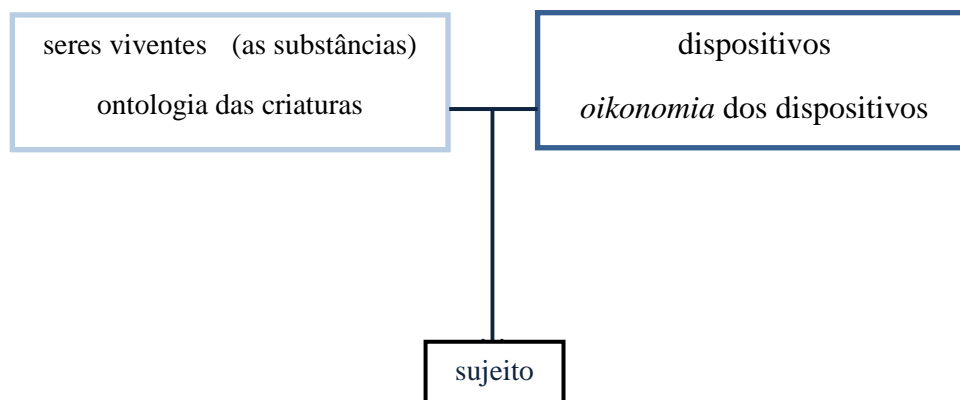 seres viventes (as substâncias)
ontologia das criaturas
dispositivos
oikonomia dos dispositivos
sujeito